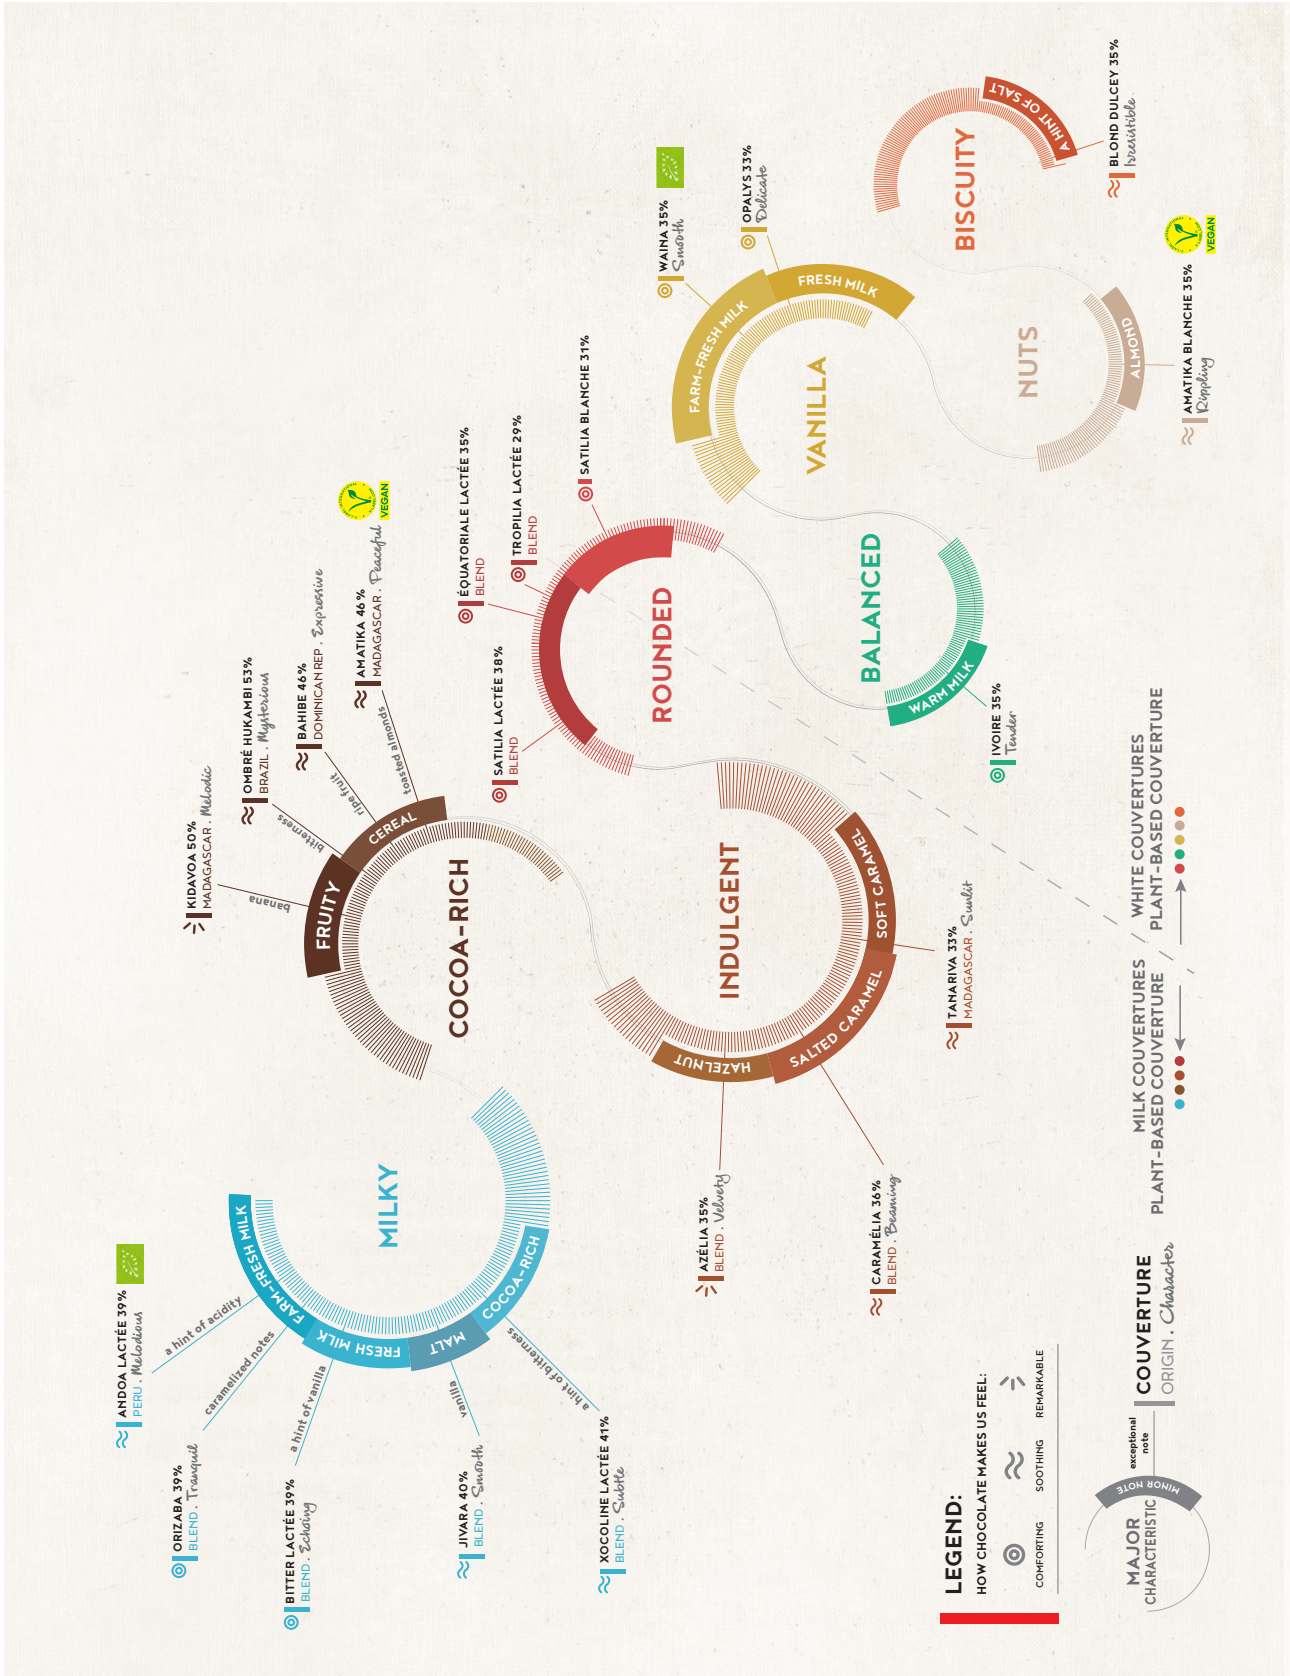 ANDOA LACTÉE 39%
PERU . Melodious
a hint of acidity
ORIZABA 39%
BLEND . Tranquil
caramelized notes
BITTER LACTÉE 39%
BLEND . Echoing
a hint of vanilla
JIVARA 40%
BLEND . Smooth
vanilla
XOCOLINE LACTÉE 41%
BLEND . Subtle
a hint of bitterness
FARM-FRESH MILK
FRESH MILK
MALT
COCOA-RICH
MILKY
KIDAVOA 50%
MADAGASCAR . Melodic
banana
OMBRÉ HUKAMBI 53%
BRAZIL . Mysterious
bitterness
BAHIBE 46%
DOMINICAN REP . Expressive
ripe fruit
AMATIKA 46%
MADAGASCAR . Peaceful
VEGAN
toasted almonds
FRUITY
CEREAL
COCOA-RICH
AZÉLIA 35%
BLEND . Velvety
CARAMÉLIA 36%
BLEND . Beaming
TANARIVA 33%
MADAGASCAR . Sunlit
HAZELNUT
SALTED CARAMEL
SOFT CARAMEL
INDULGENT
SATILIA LACTÉE 38%
BLEND
ÉQUATORIALE LACTÉE 35%
BLEND
TROPILIA LACTÉE 29%
BLEND
SATILIA BLANCHE 31%
ROUNDED
IVOIRE 35%
Tender
WARM MILK
BALANCED
WAINA 35%
Smooth
OPALYS 33%
Delicate
FARM-FRESH MILK
FRESH MILK
VANILLA
AMATIKA BLANCHE 35%
Rippling
VEGAN
ALMOND
NUTS
BLOND DULCEY 35%
Irresistible
A HINT OF SALT
BISCUITY
LEGEND:
HOW CHOCOLATE MAKES US FEEL:
COMFORTING
SOOTHING
REMARKABLE
MAJOR
CHARACTERISTIC
MINOR NOTE
exceptional
note
COUVERTURE
ORIGIN . Character
MILK COUVERTURES
PLANT-BASED COUVERTURE
WHITE COUVERTURES
PLANT-BASED COUVERTURE